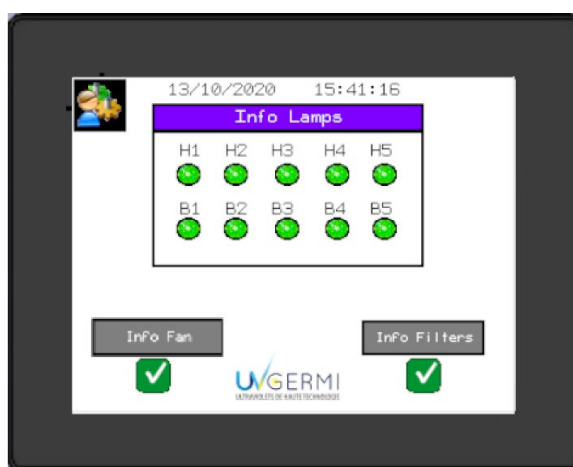 13/10/2020 15:41:16
Info Lamps
H1 H2 H3 H4 H5
B1 B2 B3 B4 B5
Info Fan
Info Filters
UVGERMI
ULTRAVIOLETS DE HAUTE TECHNOLOGIE